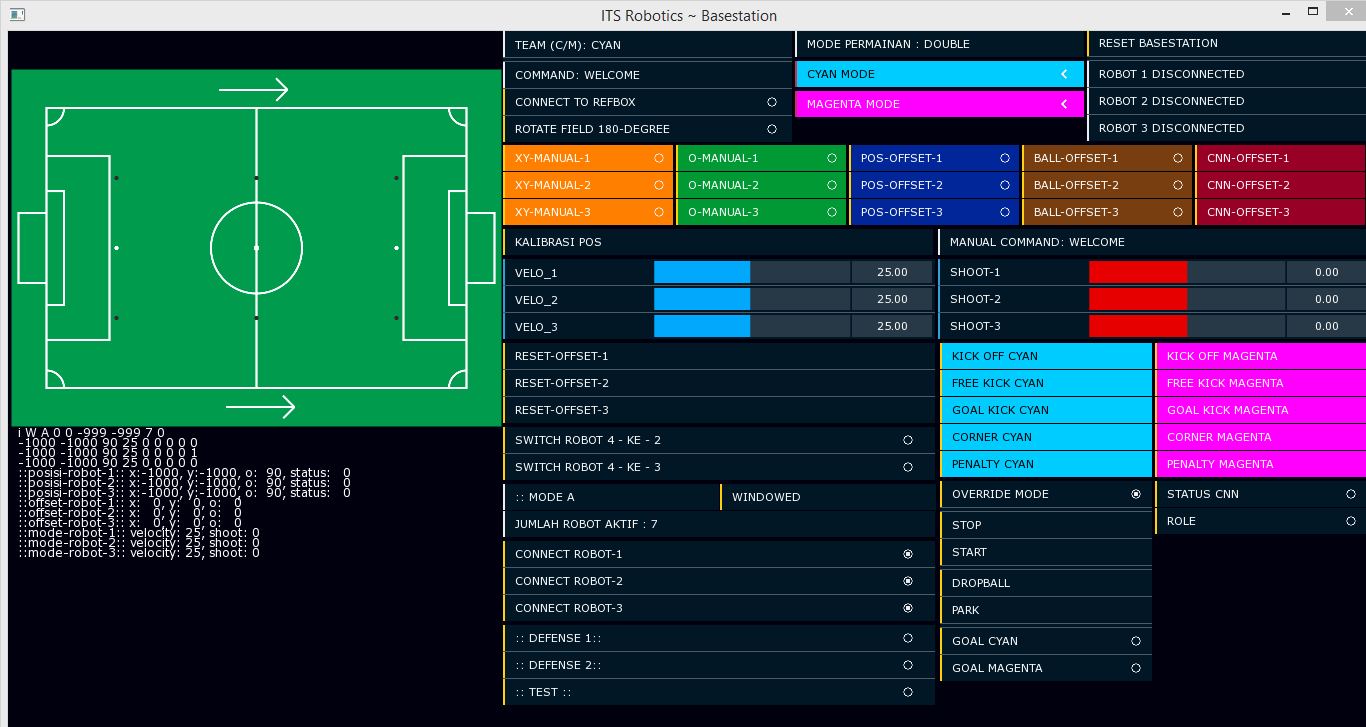 ITS Robotics ~ Basestation
TEAM (C/M): CYAN
COMMAND: WELCOME
CONNECT TO REFBOX
ROTATE FIELD 180-DEGREE
MODE PERMAINAN : DOUBLE
CYAN MODE
MAGENTA MODE
RESET BASESTATION
ROBOT 1 DISCONNECTED
ROBOT 2 DISCONNECTED
ROBOT 3 DISCONNECTED
XY-MANUAL-1
XY-MANUAL-2
XY-MANUAL-3
O-MANUAL-1
O-MANUAL-2
O-MANUAL-3
POS-OFFSET-1
POS-OFFSET-2
POS-OFFSET-3
BALL-OFFSET-1
BALL-OFFSET-2
BALL-OFFSET-3
CNN-OFFSET-1
CNN-OFFSET-2
CNN-OFFSET-3
KALIBRASI POS
VELO_1 25.00
VELO_2 25.00
VELO_3 25.00
MANUAL COMMAND: WELCOME
SHOOT-1 0.00
SHOOT-2 0.00
SHOOT-3 0.00
RESET-OFFSET-1
RESET-OFFSET-2
RESET-OFFSET-3
SWITCH ROBOT 4 - KE - 2
SWITCH ROBOT 4 - KE - 3
:: MODE A
WINDOWED
JUMLAH ROBOT AKTIF : 7
CONNECT ROBOT-1
CONNECT ROBOT-2
CONNECT ROBOT-3
:: DEFENSE 1::
:: DEFENSE 2::
:: TEST ::
KICK OFF CYAN
FREE KICK CYAN
GOAL KICK CYAN
CORNER CYAN
PENALTY CYAN
KICK OFF MAGENTA
FREE KICK MAGENTA
GOAL KICK MAGENTA
CORNER MAGENTA
PENALTY MAGENTA
OVERRIDE MODE
STOP
START
DROPBALL
PARK
GOAL CYAN
GOAL MAGENTA
STATUS CNN
ROLE
i W A 0 0 -999 -999 7 0
-1000 -1000 90 25 0 0 0 0 0
-1000 -1000 90 25 0 0 0 0 1
-1000 -1000 90 25 0 0 0 0 0
::posisi-robot-1:: x:-1000, y:-1000, o: 90, status: 0
::posisi-robot-2:: x:-1000, y:-1000, o: 90, status: 0
::posisi-robot-3:: x:-1000, y:-1000, o: 90, status: 0
::offset-robot-1:: x: 0, y: 0, o: 0
::offset-robot-2:: x: 0, y: 0, o: 0
::offset-robot-3:: x: 0, y: 0, o: 0
::mode-robot-1:: velocity: 25, shoot: 0
::mode-robot-2:: velocity: 25, shoot: 0
::mode-robot-3:: velocity: 25, shoot: 0